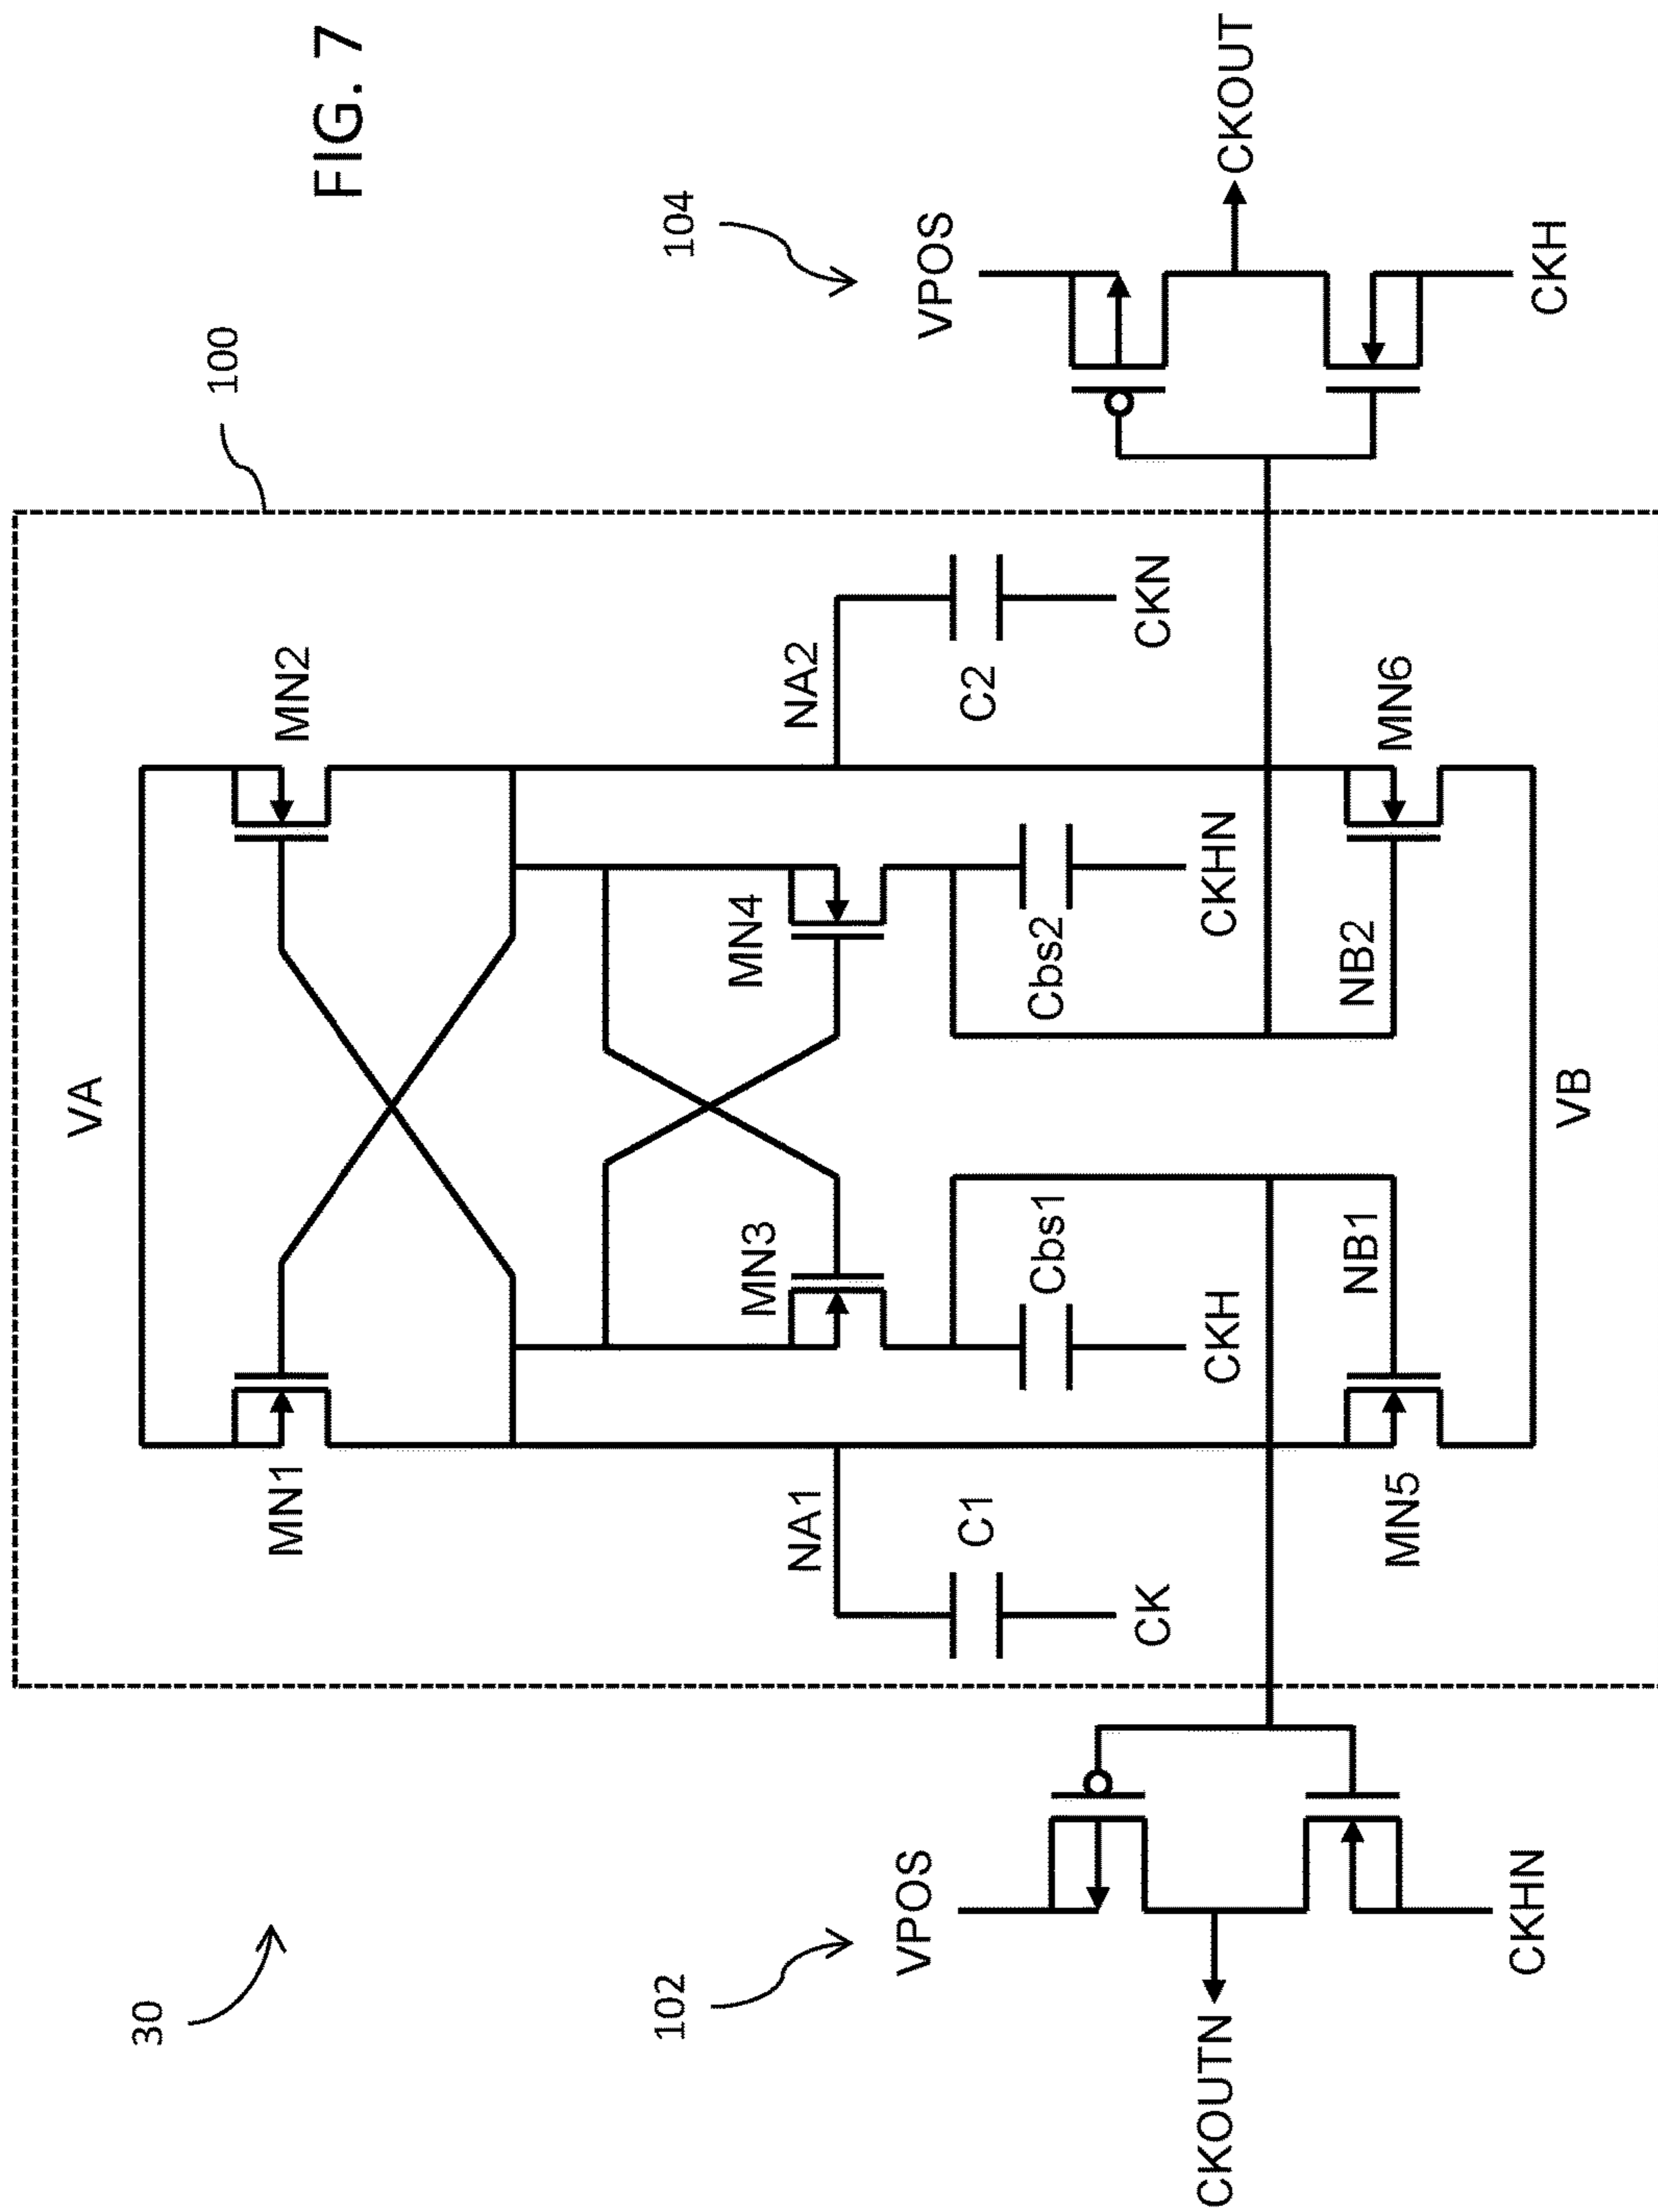 FIG. 7
30
100
102
104
VA
MN1
MN2
NA1
NA2
C1
C2
CK
CKN
MN3
MN4
Cbs1
Cbs2
CKH
CKHN
NB1
NB2
MN5
MN6
VB
VPOS
CKOUTN
CKHN
VPOS
CKOUT
CKH